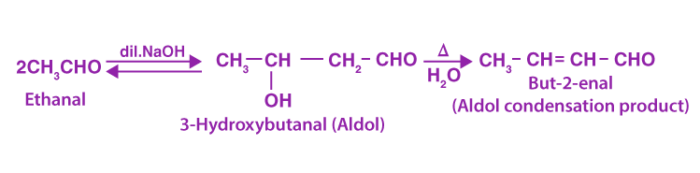 2CH₃CHO dil.NaOH CH₃—CH — CH₂– CHO Δ CH₃– CH= CH – CHO
H₂O
Ethanal OH But-2-enal
3-Hydroxybutanal (Aldol) (Aldol condensation product)